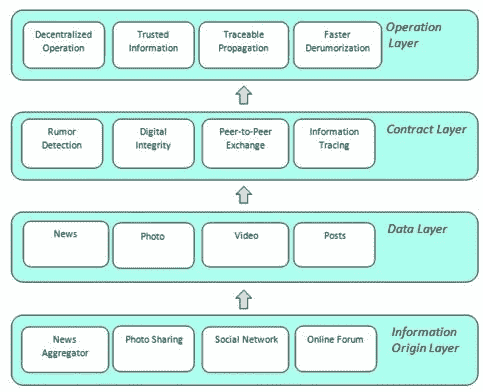 Decentralized Operation
Trusted Information
Traceable Propagation
Faster Derumorization
Operation Layer
Rumor Detection
Digital Integrity
Peer-to-Peer Exchange
Information Tracing
Contract Layer
News
Photo
Video
Posts
Data Layer
News Aggregator
Photo Sharing
Social Network
Online Forum
Information Origin Layer